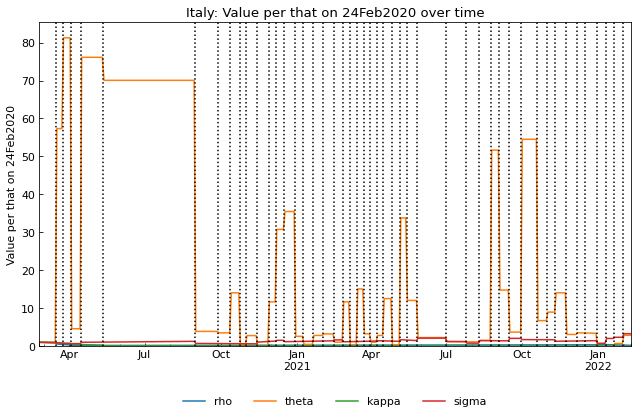 Italy: Value per that on 24Feb2020 over time
Value per that on 24Feb2020
80
70
60
50
40
30
20
10
0
Apr Jul Oct Jan Apr Jul Oct Jan
2021 2022
rho theta kappa sigma